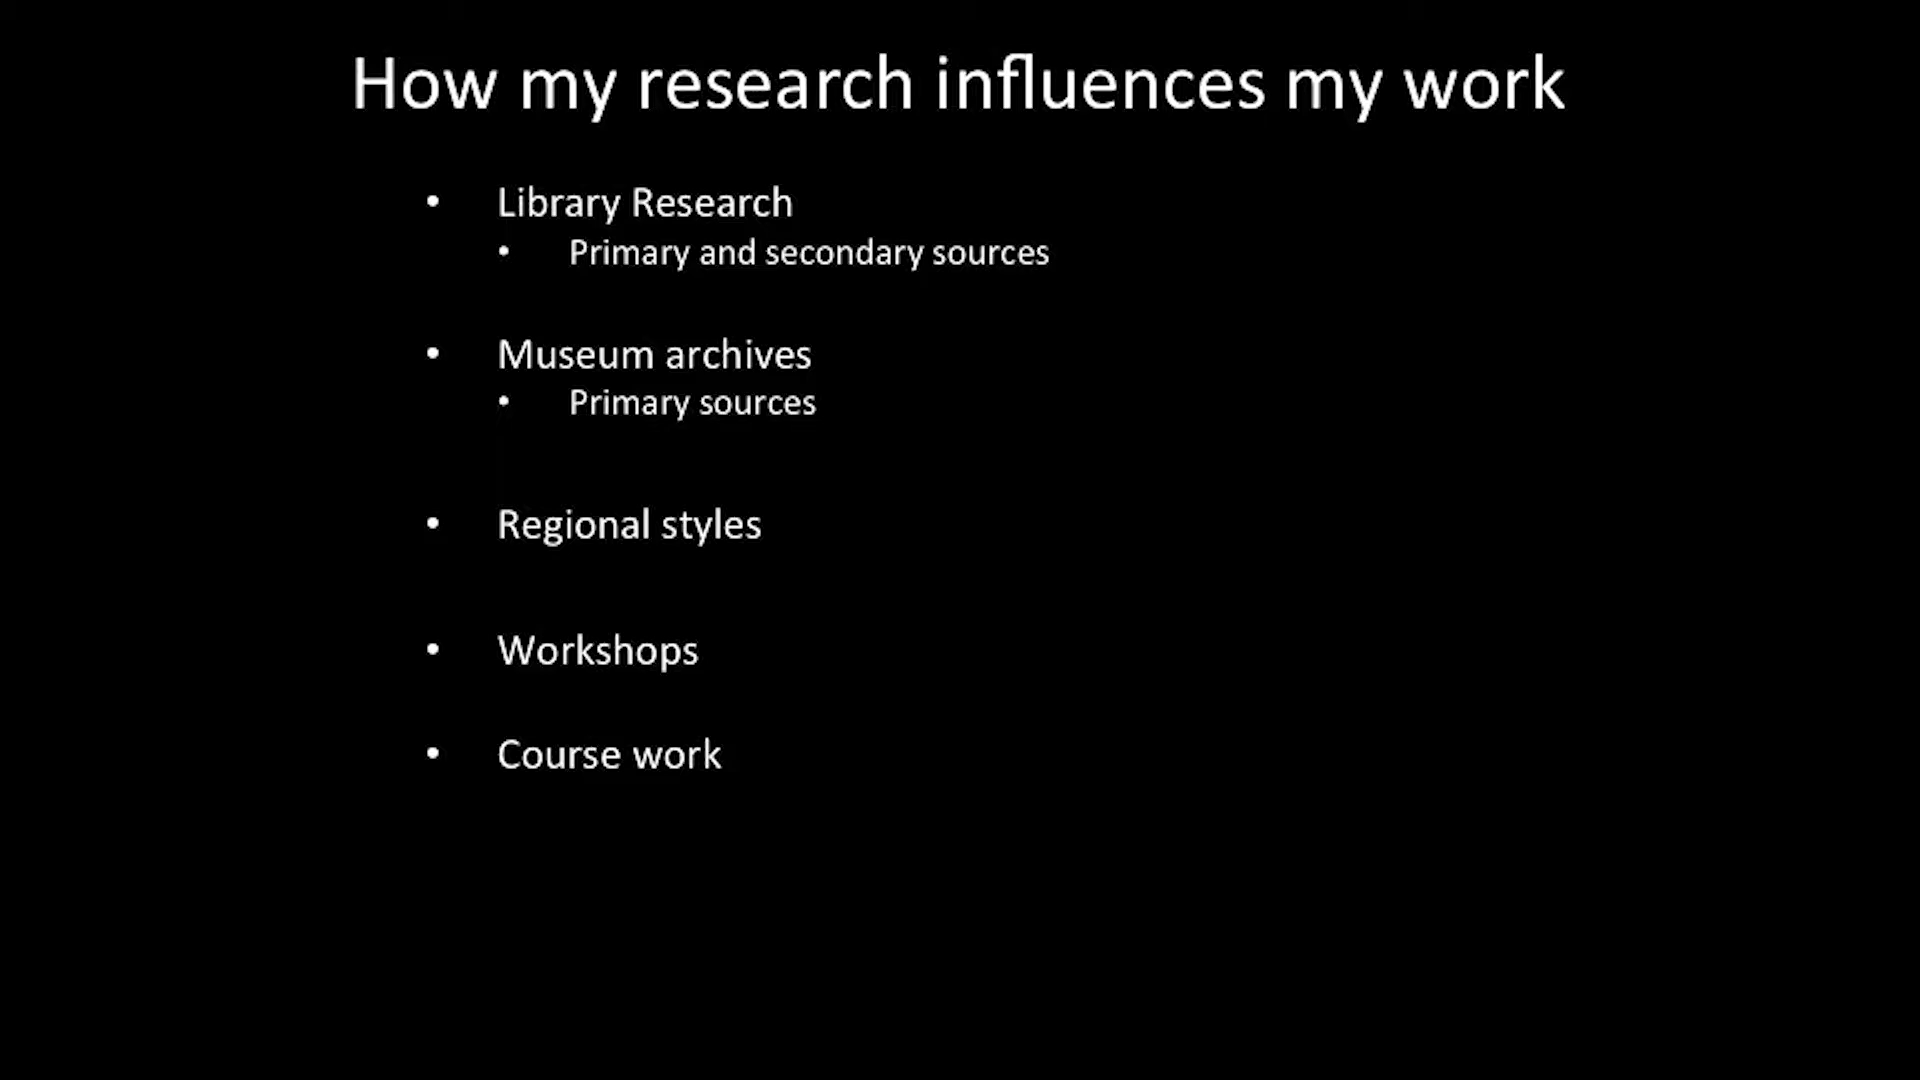 How my research influences my work
• Library Research
• Primary and secondary sources
• Museum archives
• Primary sources
• Regional styles
• Workshops
• Course work